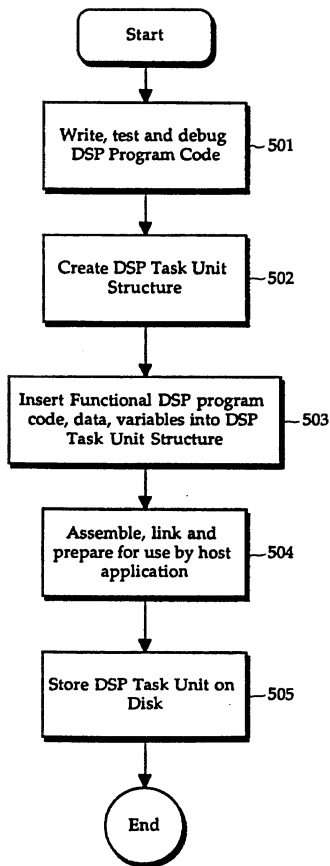 Start
Write, test and debug
DSP Program Code
501
Create DSP Task Unit
Structure
502
Insert Functional DSP program
code, data, variables into DSP
Task Unit Structure
503
Assemble, link and
prepare for use by host
application
504
Store DSP Task Unit on
Disk
505
End